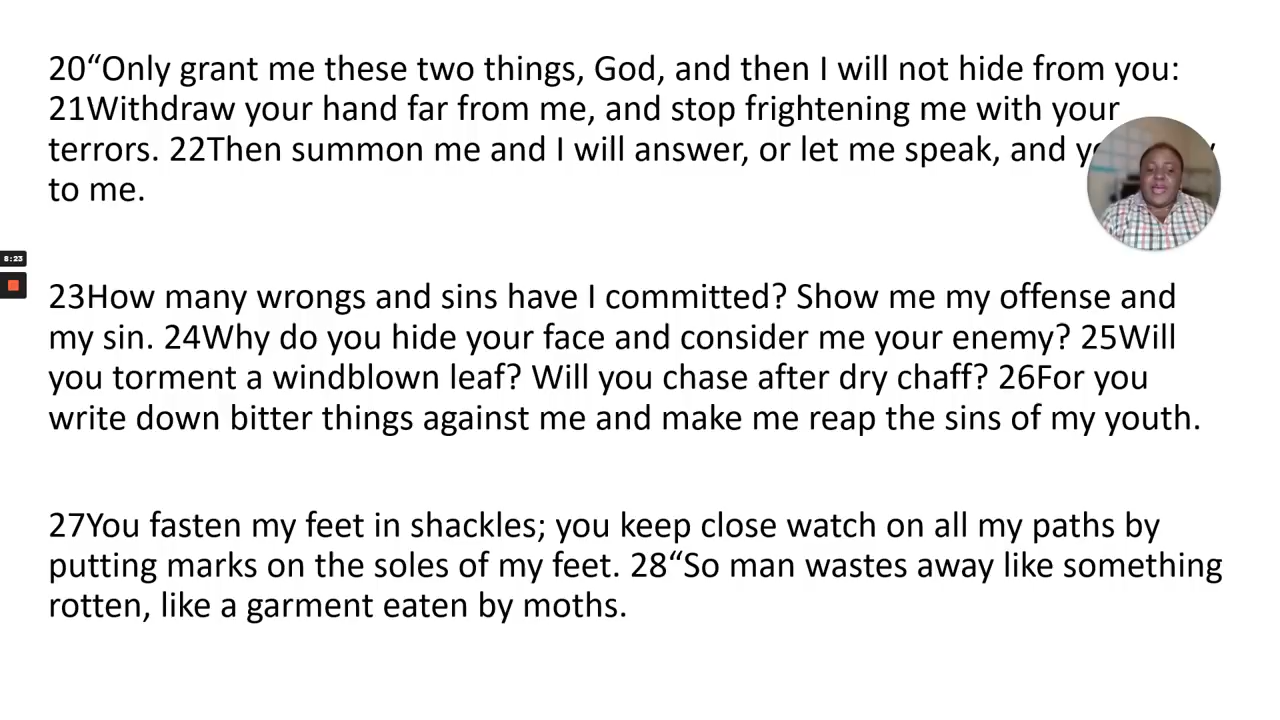 20“Only grant me these two things, God, and then I will not hide from you:
21Withdraw your hand far from me, and stop frightening me with your
terrors. 22Then summon me and I will answer, or let me speak, and
to me.
8:23
23How many wrongs and sins have I committed? Show me my offense and
my sin. 24Why do you hide your face and consider me your enemy? 25Will
you torment a windblown leaf? Will you chase after dry chaff? 26For you
write down bitter things against me and make me reap the sins of my youth.
27You fasten my feet in shackles; you keep close watch on all my paths by
putting marks on the soles of my feet. 28“So man wastes away like something
rotten, like a garment eaten by moths.